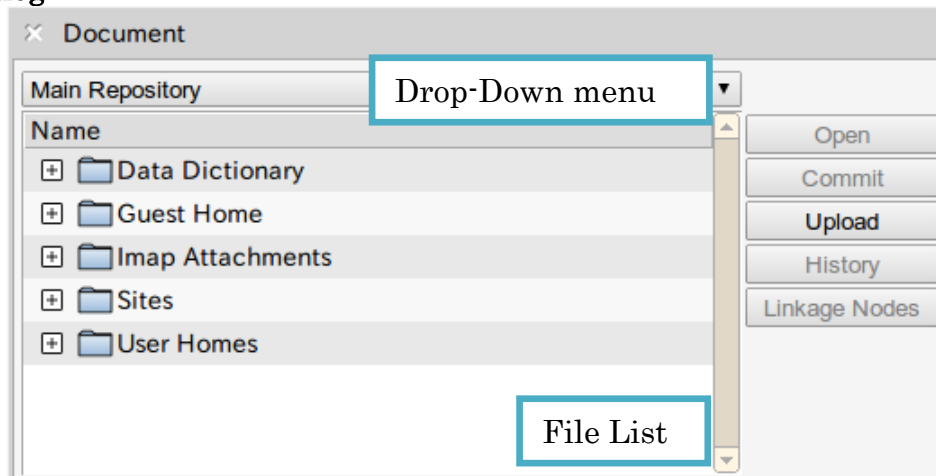 Document
Main Repository
Drop-Down menu
Name
Data Dictionary
Guest Home
Imap Attachments
Sites
User Homes
File List
Open
Commit
Upload
History
Linkage Nodes